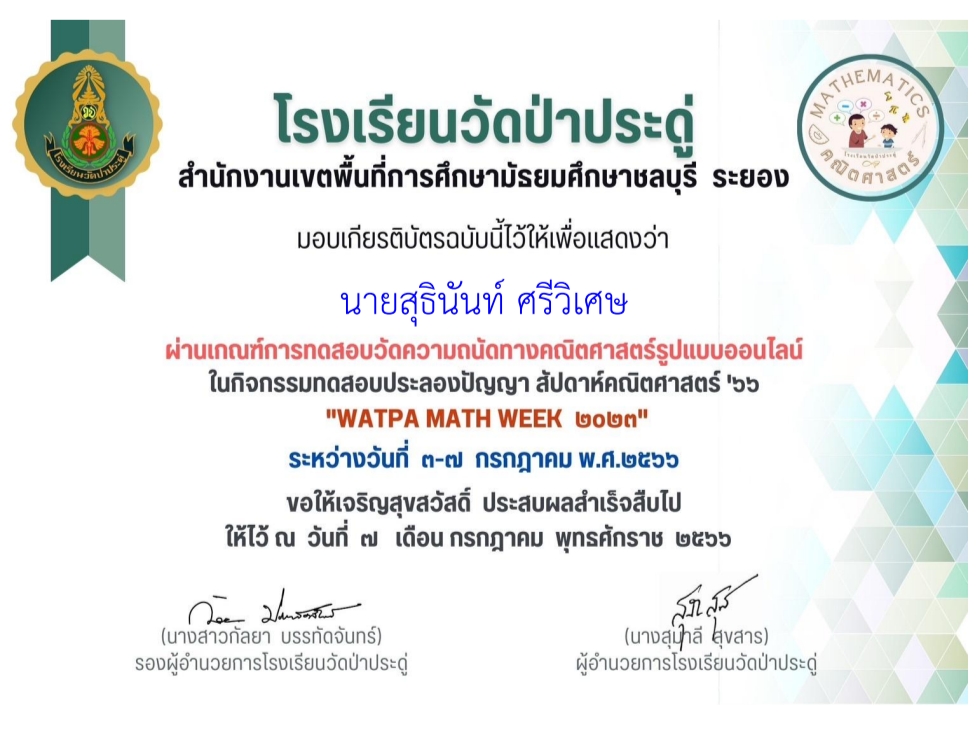 โรงเรียนวัดป่าประดู่
โรงเรียนวัดป่าประดู่
สำนักงานเขตพื้นที่การศึกษามัธยมศึกษาชลบุรี ระยอง
MATHEMATICS
คณิตศาสตร์
มอบเกียรติบัตรฉบับนี้ไว้ให้เพื่อแสดงว่า
นายสุธินันท์ ศรีวิเศษ
ผ่านเกณฑ์การทดสอบวัดความถนัดทางคณิตศาสตร์รูปแบบออนไลน์
ในกิจกรรมทดสอบประลองปัญญา สัปดาห์คณิตศาสตร์ '๖๖
"WATPA MATH WEEK ๒๐๒๓"
ระหว่างวันที่ ๓-๗ กรกฎาคม พ.ศ.๒๕๖๖
ขอให้เจริญสุขสวัสดิ์ ประสบผลสำเร็จสืบไป
ให้ไว้ ณ วันที่ ๗ เดือน กรกฎาคม พุทธศักราช ๒๕๖๖
(นางสาวกัลยา บรรทัดจันทร์)
รองผู้อำนวยการโรงเรียนวัดป่าประดู่
(นางสุมาลี สุขสาร)
ผู้อำนวยการโรงเรียนวัดป่าประดู่